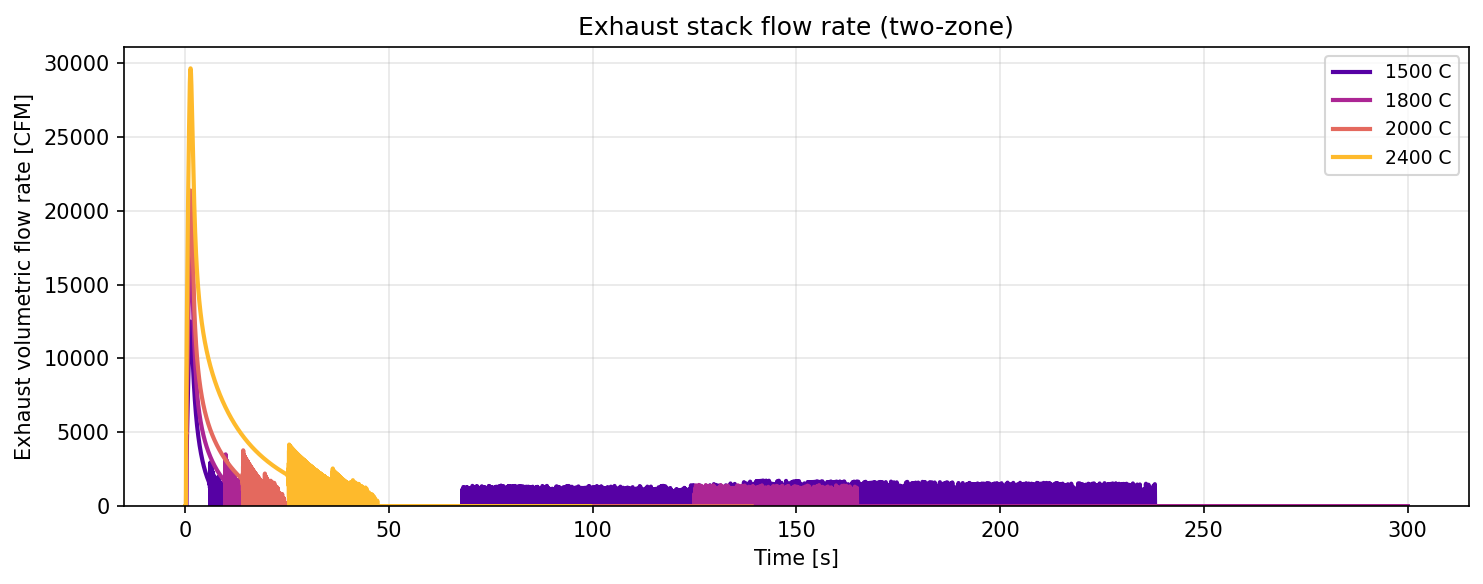 Exhaust stack flow rate (two-zone)
Exhaust volumetric flow rate [CFM]
30000
25000
20000
15000
10000
5000
0
1500 C
1800 C
2000 C
2400 C
0 50 100 150 200 250 300
Time [s]